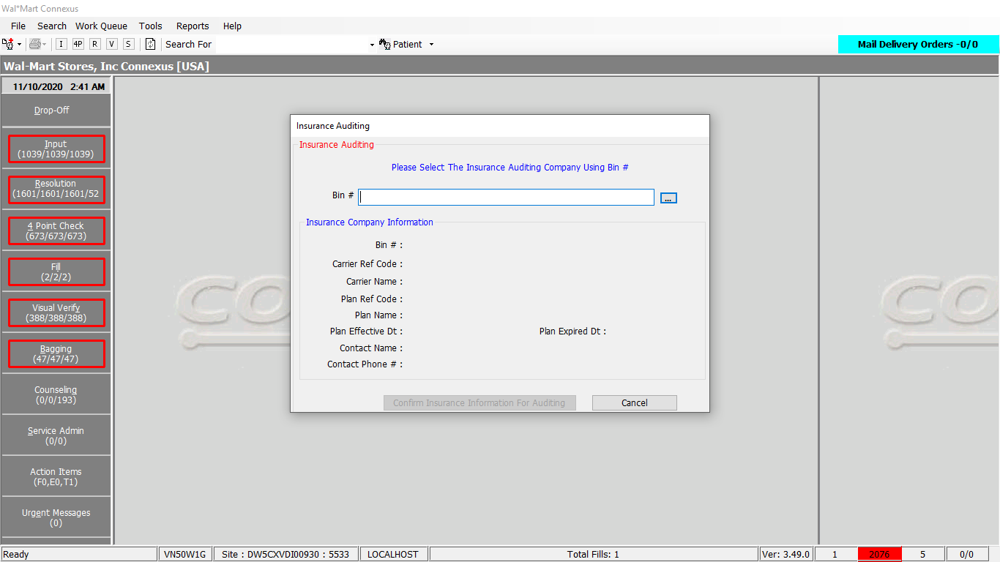 Wal*Mart Connexus
File Search Work Queue Tools Reports Help
I 4P R V S Search For Patient Mail Delivery Orders -0/0
Wal-Mart Stores, Inc Connexus [USA]
11/10/2020 2:41 AM
Drop-Off
Input
(1039/1039/1039)
Resolution
(1601/1601/1601/52
4 Point Check
(673/673/673)
Fill
(2/2/2)
Visual Verify
(388/388/388)
Bagging
(47/47/47)
Counseling
(0/0/193)
Service Admin
(0/0)
Action Items
(F0,E0,T1)
Urgent Messages
(0)
Insurance Auditing
Insurance Auditing
Please Select The Insurance Auditing Company Using Bin #
Bin # ...
Insurance Company Information
Bin # :
Carrier Ref Code :
Carrier Name :
Plan Ref Code :
Plan Name :
Plan Effective Dt : Plan Expired Dt :
Contact Name :
Contact Phone # :
Confirm Insurance Information For Auditing Cancel
CO
CO
Ready VN50W1G Site : DW5CXVDI00930 : 5533 LOCALHOST Total Fills: 1 Ver: 3.49.0 1 2076 5 0/0